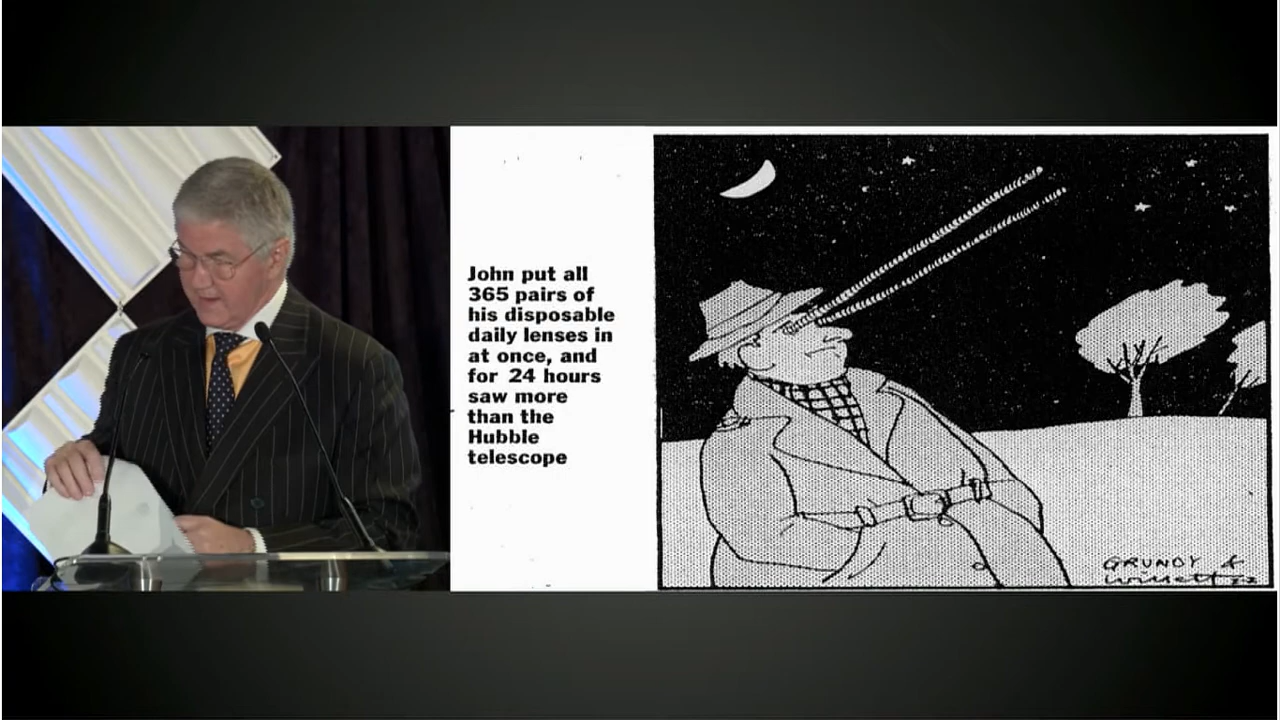 John put all
365 pairs of
his disposable
daily lenses in
at once, and
for 24 hours
saw more
than the
Hubble
telescope
GRUNDY &